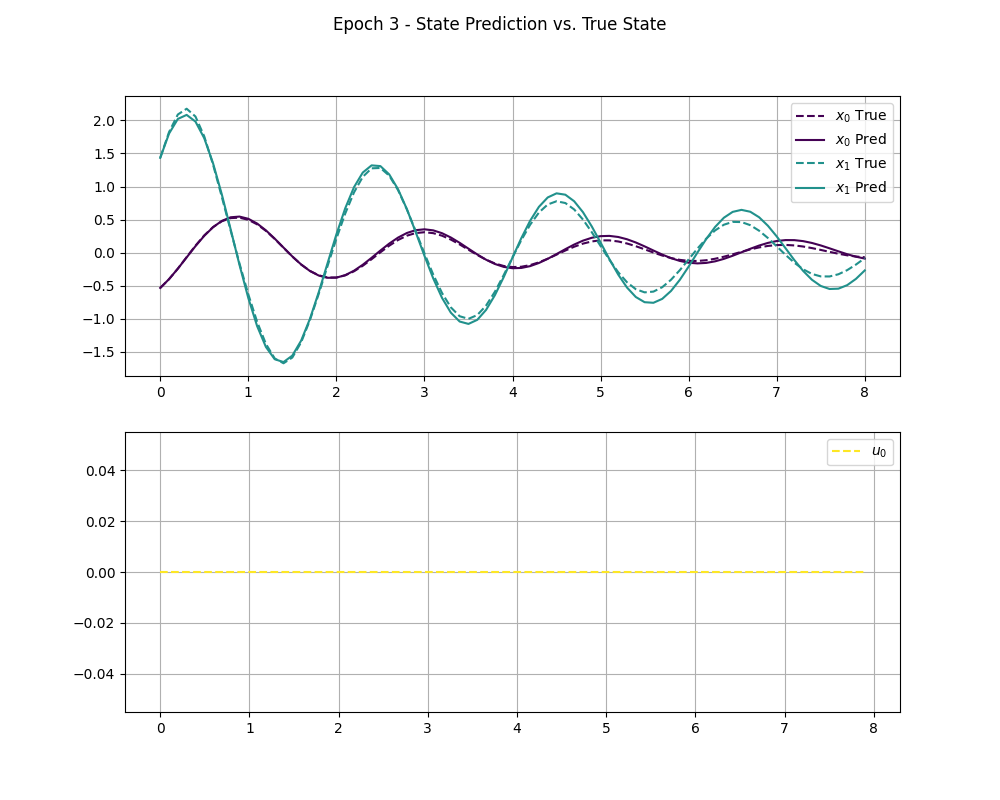 Epoch 3 - State Prediction vs. True State
2.0
1.5
1.0
0.5
0.0
−0.5
−1.0
−1.5
x₀ True
x₀ Pred
x₁ True
x₁ Pred
0 1 2 3 4 5 6 7 8
0.04
0.02
0.00
−0.02
−0.04
u₀
0 1 2 3 4 5 6 7 8